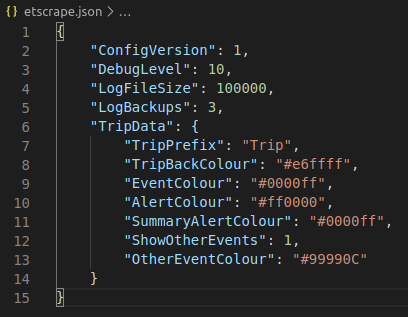 {} etscrape.json > ...
1 {
2 "ConfigVersion": 1,
3 "DebugLevel": 10,
4 "LogFileSize": 100000,
5 "LogBackups": 3,
6 "TripData": {
7 "TripPrefix": "Trip",
8 "TripBackColour": "#e6ffff",
9 "EventColour": "#0000ff",
10 "AlertColour": "#ff0000",
11 "SummaryAlertColour": "#0000ff",
12 "ShowOtherEvents": 1,
13 "OtherEventColour": "#99990C"
14 }
15 }